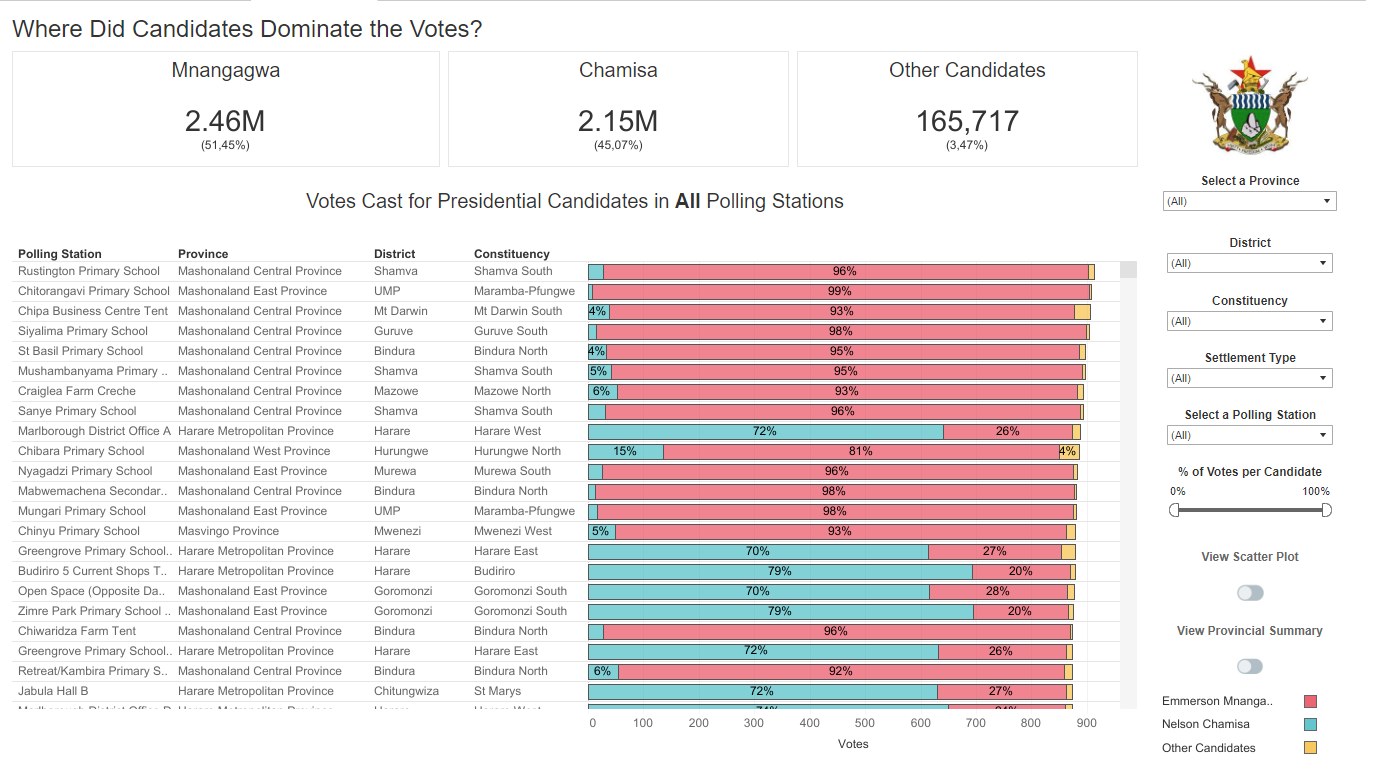 Where Did Candidates Dominate the Votes?
Mnangagwa
2.46M
(51,45%)
Chamisa
2.15M
(45,07%)
Other Candidates
165,717
(3,47%)
Votes Cast for Presidential Candidates in All Polling Stations
Polling Station Province District Constituency
Rustington Primary School Mashonaland Central Province Shamva Shamva South 96%
Chitorangavi Primary School Mashonaland East Province UMP Maramba-Pfungwe 99%
Chipa Business Centre Tent Mashonaland Central Province Mt Darwin Mt Darwin South 4% 93%
Siyalima Primary School Mashonaland Central Province Guruve Guruve South 98%
St Basil Primary School Mashonaland Central Province Bindura Bindura North 4% 95%
Mushambanyama Primary .. Mashonaland Central Province Shamva Shamva South 5% 95%
Craiglea Farm Creche Mashonaland Central Province Mazowe Mazowe North 6% 93%
Sanye Primary School Mashonaland Central Province Shamva Shamva South 96%
Marlborough District Office A Harare Metropolitan Province Harare Harare West 72% 26%
Chibara Primary School Mashonaland West Province Hurungwe Hurungwe North 15% 81% 4%
Nyagadzi Primary School Mashonaland East Province Murewa Murewa South 96%
Mabwemachena Secondar.. Mashonaland Central Province Bindura Bindura North 98%
Mungari Primary School Mashonaland East Province UMP Maramba-Pfungwe 98%
Chinyu Primary School Masvingo Province Mwenezi Mwenezi West 5% 93%
Greengrove Primary School.. Harare Metropolitan Province Harare Harare East 70% 27%
Budiriro 5 Current Shops T.. Harare Metropolitan Province Harare Budiriro 79% 20%
Open Space (Opposite Da.. Mashonaland East Province Goromonzi Goromonzi South 70% 28%
Zimre Park Primary School .. Mashonaland East Province Goromonzi Goromonzi South 79% 20%
Chiwaridza Farm Tent Mashonaland Central Province Bindura Bindura North 96%
Greengrove Primary School.. Harare Metropolitan Province Harare Harare East 72% 26%
Retreat/Kambira Primary S.. Mashonaland Central Province Bindura Bindura North 6% 92%
Jabula Hall B Harare Metropolitan Province Chitungwiza St Marys 72% 27%
0 100 200 300 400 500 600 700 800 900
Votes
Select a Province
(All)
District
(All)
Constituency
(All)
Settlement Type
(All)
Select a Polling Station
(All)
% of Votes per Candidate
0% 100%
View Scatter Plot
View Provincial Summary
Emmerson Mnanga..
Nelson Chamisa
Other Candidates